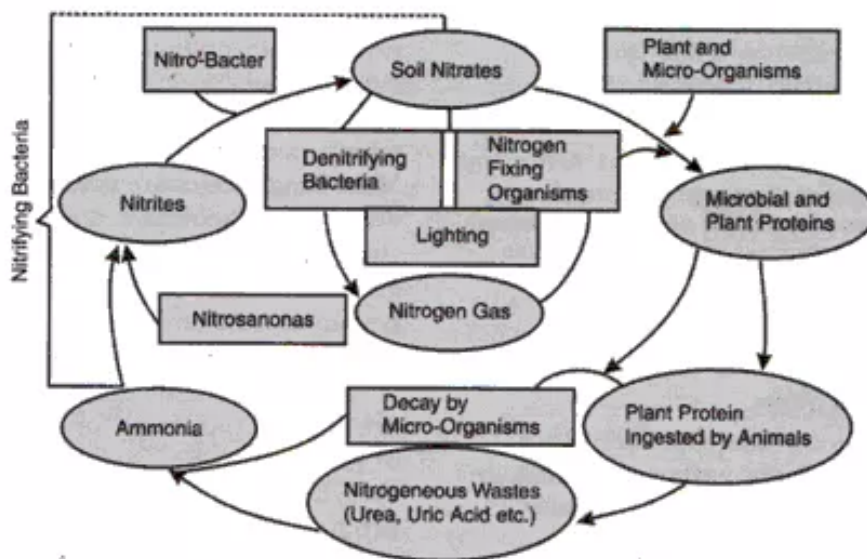 Nitro-Bacter
Soil Nitrates
Plant and
Micro-Organisms
Denitrifying
Bacteria
Nitrogen
Fixing
Organisms
Nitrites
Microbial and
Plant Proteins
Lighting
Nitrifying Bacteria
Nitrosanonas
Nitrogen Gas
Ammonia
Decay by
Micro-Organisms
Plant Protein
Ingested by Animals
Nitrogeneous Wastes
(Urea, Uric Acid etc.)